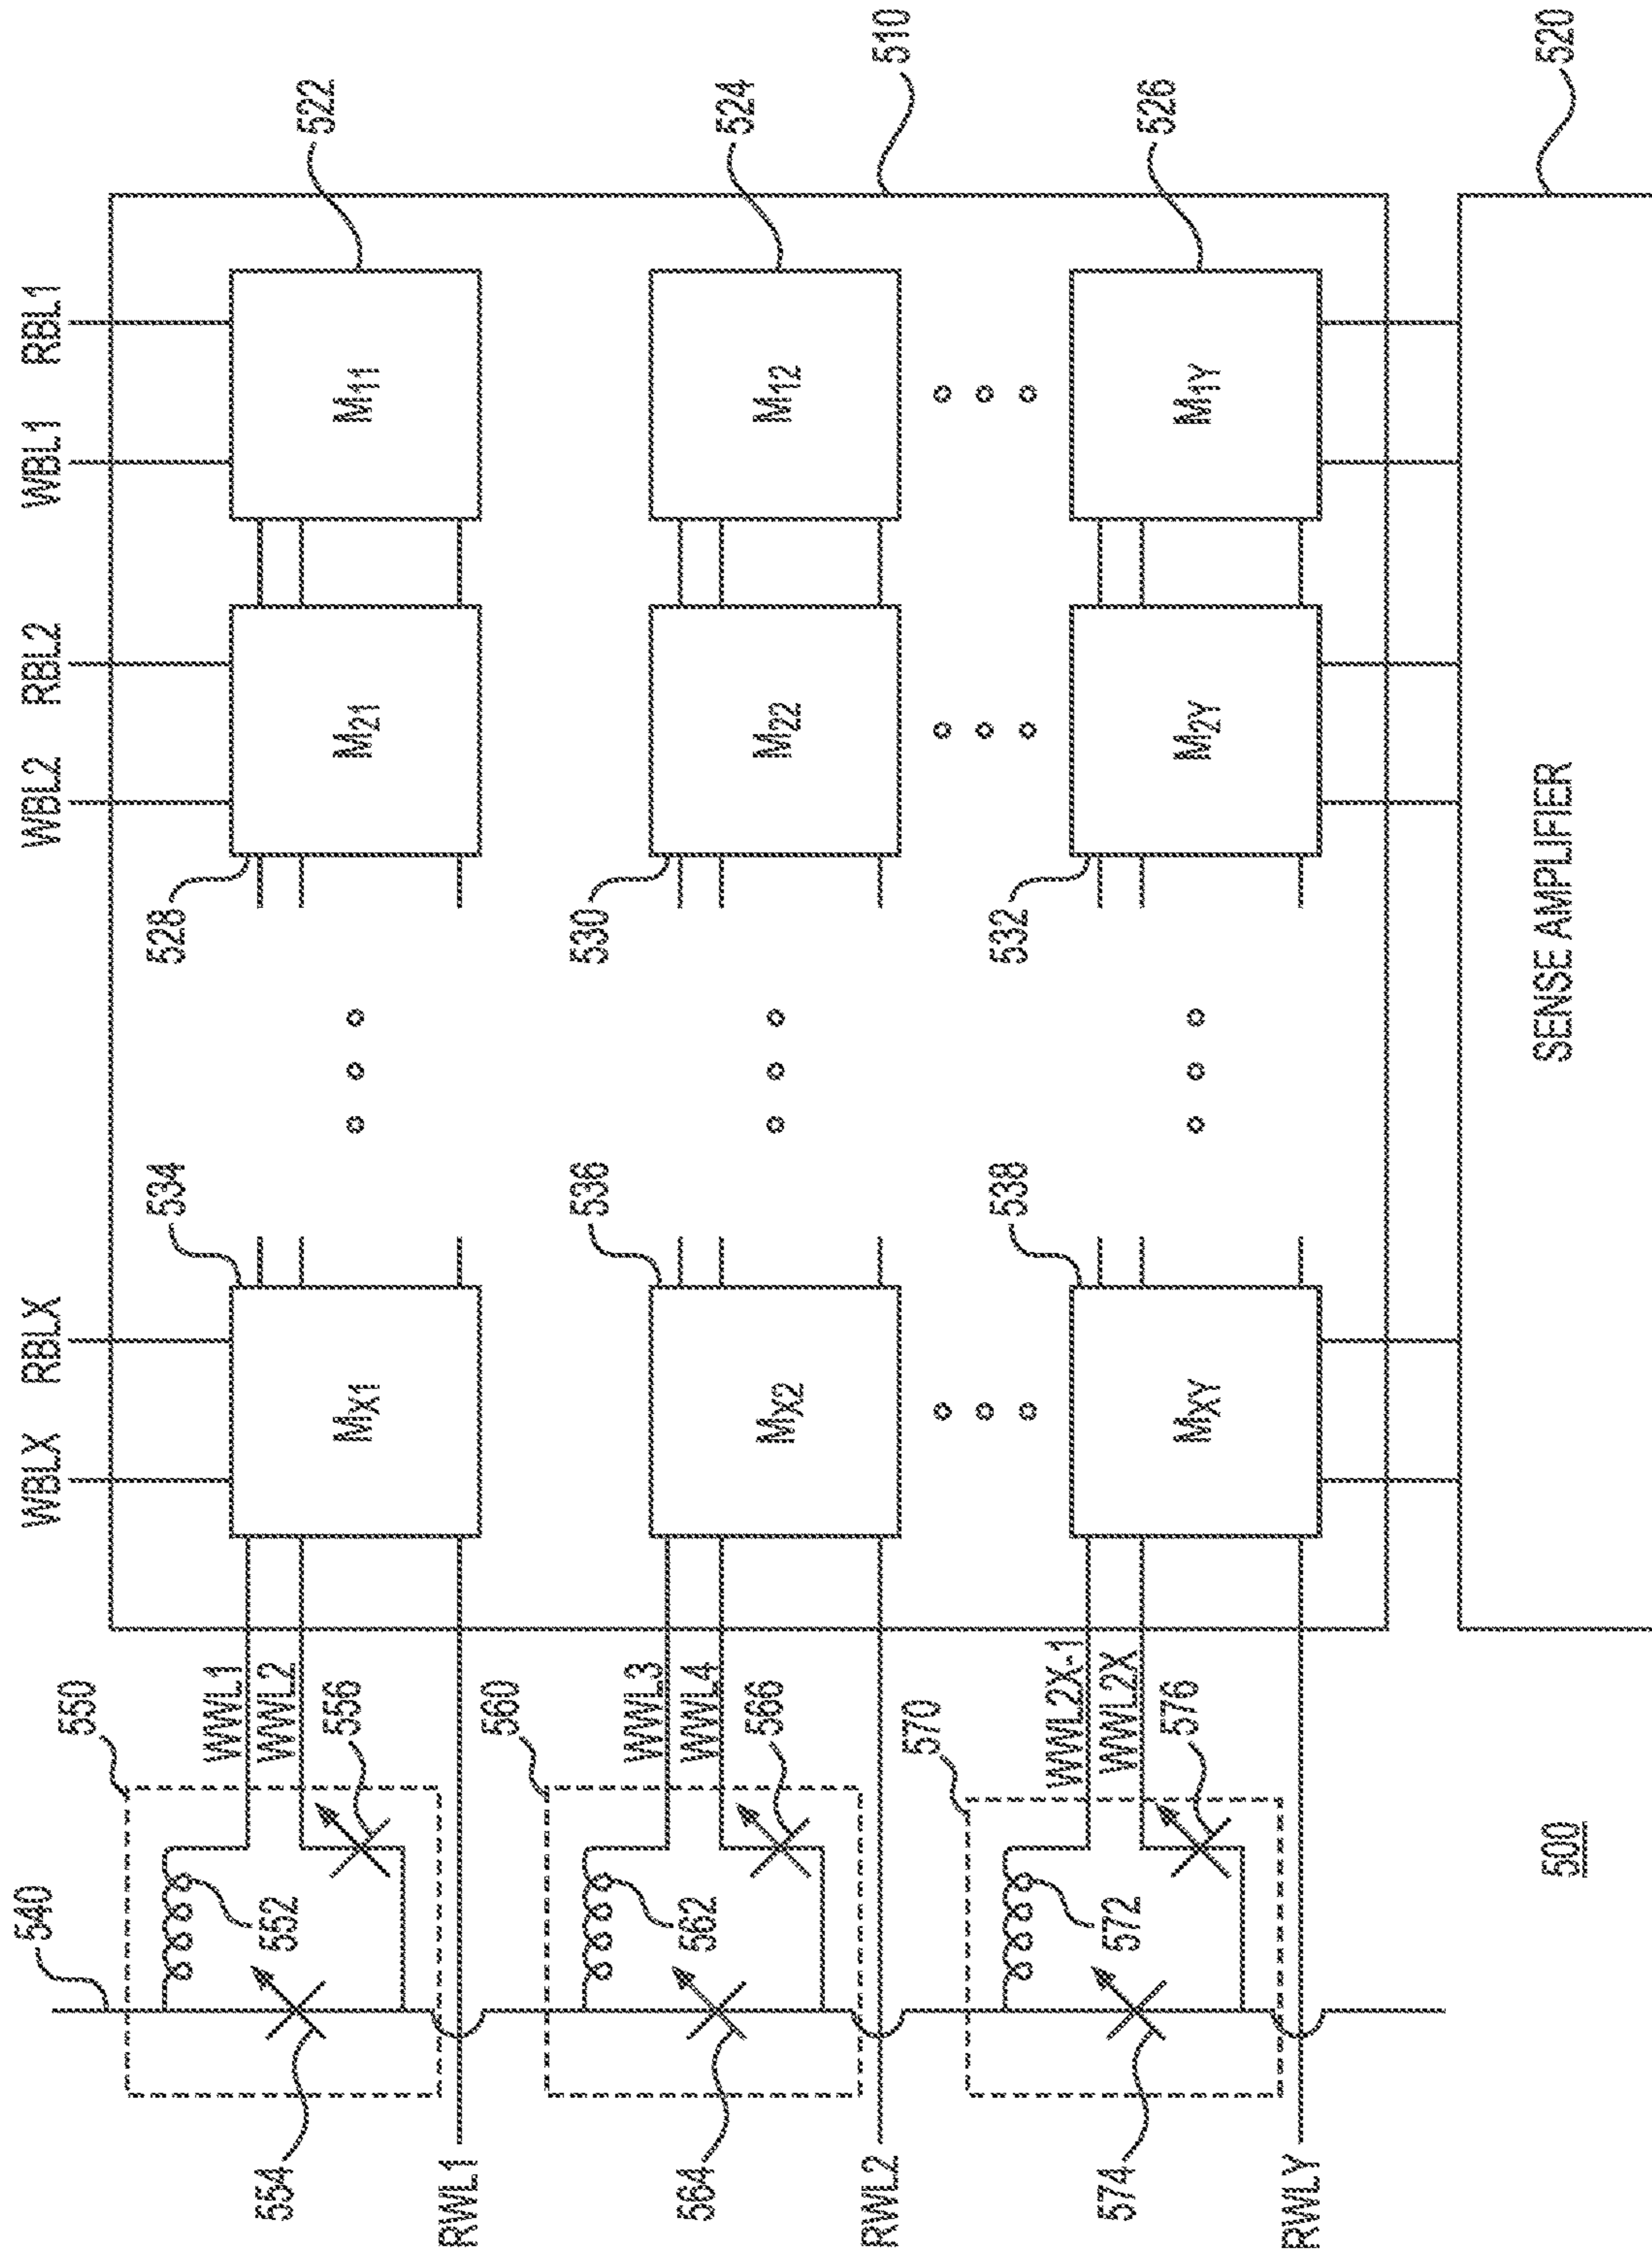 WBLX RBLX WBL2 RBL2 WBL1 RBL1
540
550
534
528
522
552
WWL1
WWL2
MX1
M21
M11
554
556
RWL1
560
536
530
524
562
WWL3
WWL4
MX2
M22
M12
564
566
RWL2
510
570
538
532
526
572
WWL2X-1
WWL2X
MXY
M2Y
M1Y
574
576
RWLY
520
SENSE AMPLIFIER
500